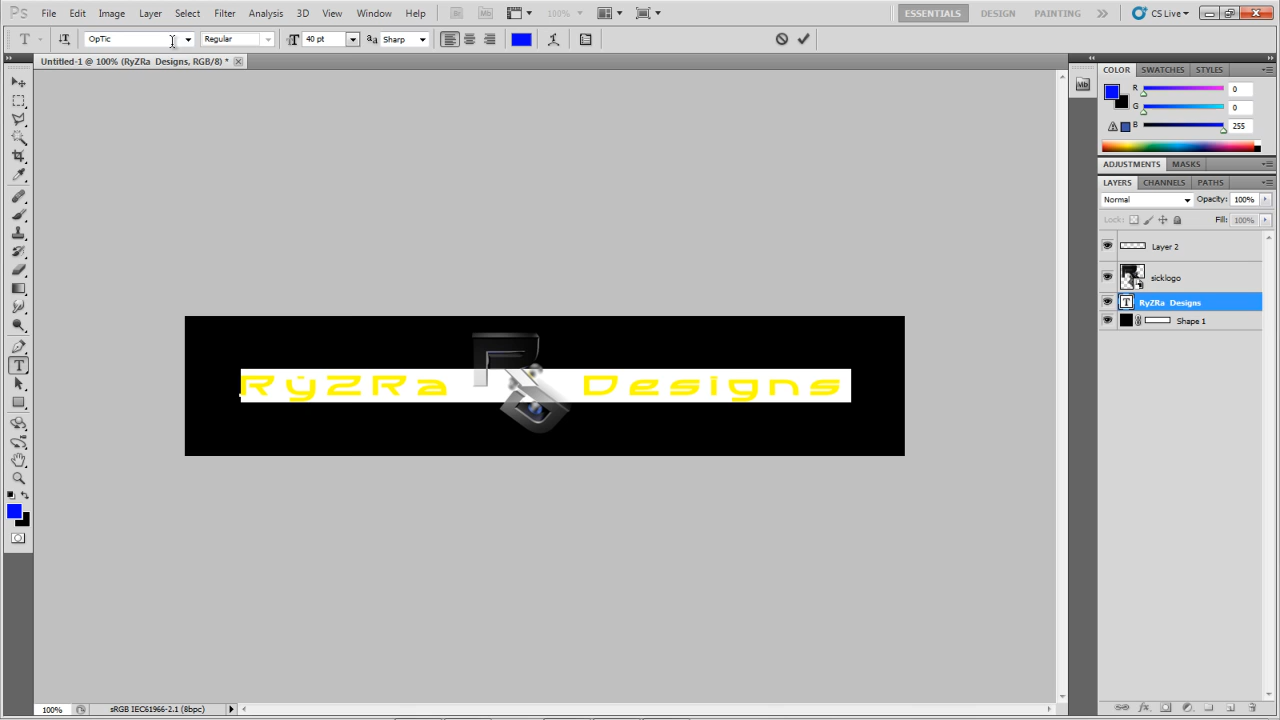 Ps File Edit Image Layer Select Filter Analysis 3D View Window Help Br Mb 100% ESSENTIALS DESIGN PAINTING CS Live
T OpTic Regular 40 pt Sharp
Untitled-1 @ 100% (RyZRa Designs, RGB/8) *
COLOR SWATCHES STYLES
R 0
G 0
B 255
ADJUSTMENTS MASKS
LAYERS CHANNELS PATHS
Normal Opacity: 100%
Lock: Fill: 100%
Layer 2
sicklogo
T RyZRa Designs
Shape 1
RyZRa Designs
100% sRGB IEC61966-2.1 (8bpc)